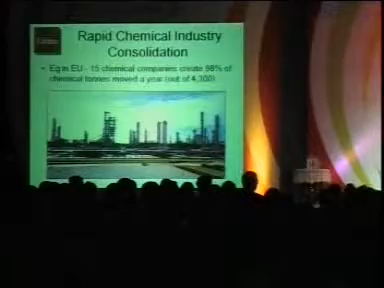 Rapid Chemical Industry
Consolidation
• Eg in EU - 15 chemical companies create 98% of
chemical tonnes moved a year (out of 4,300)